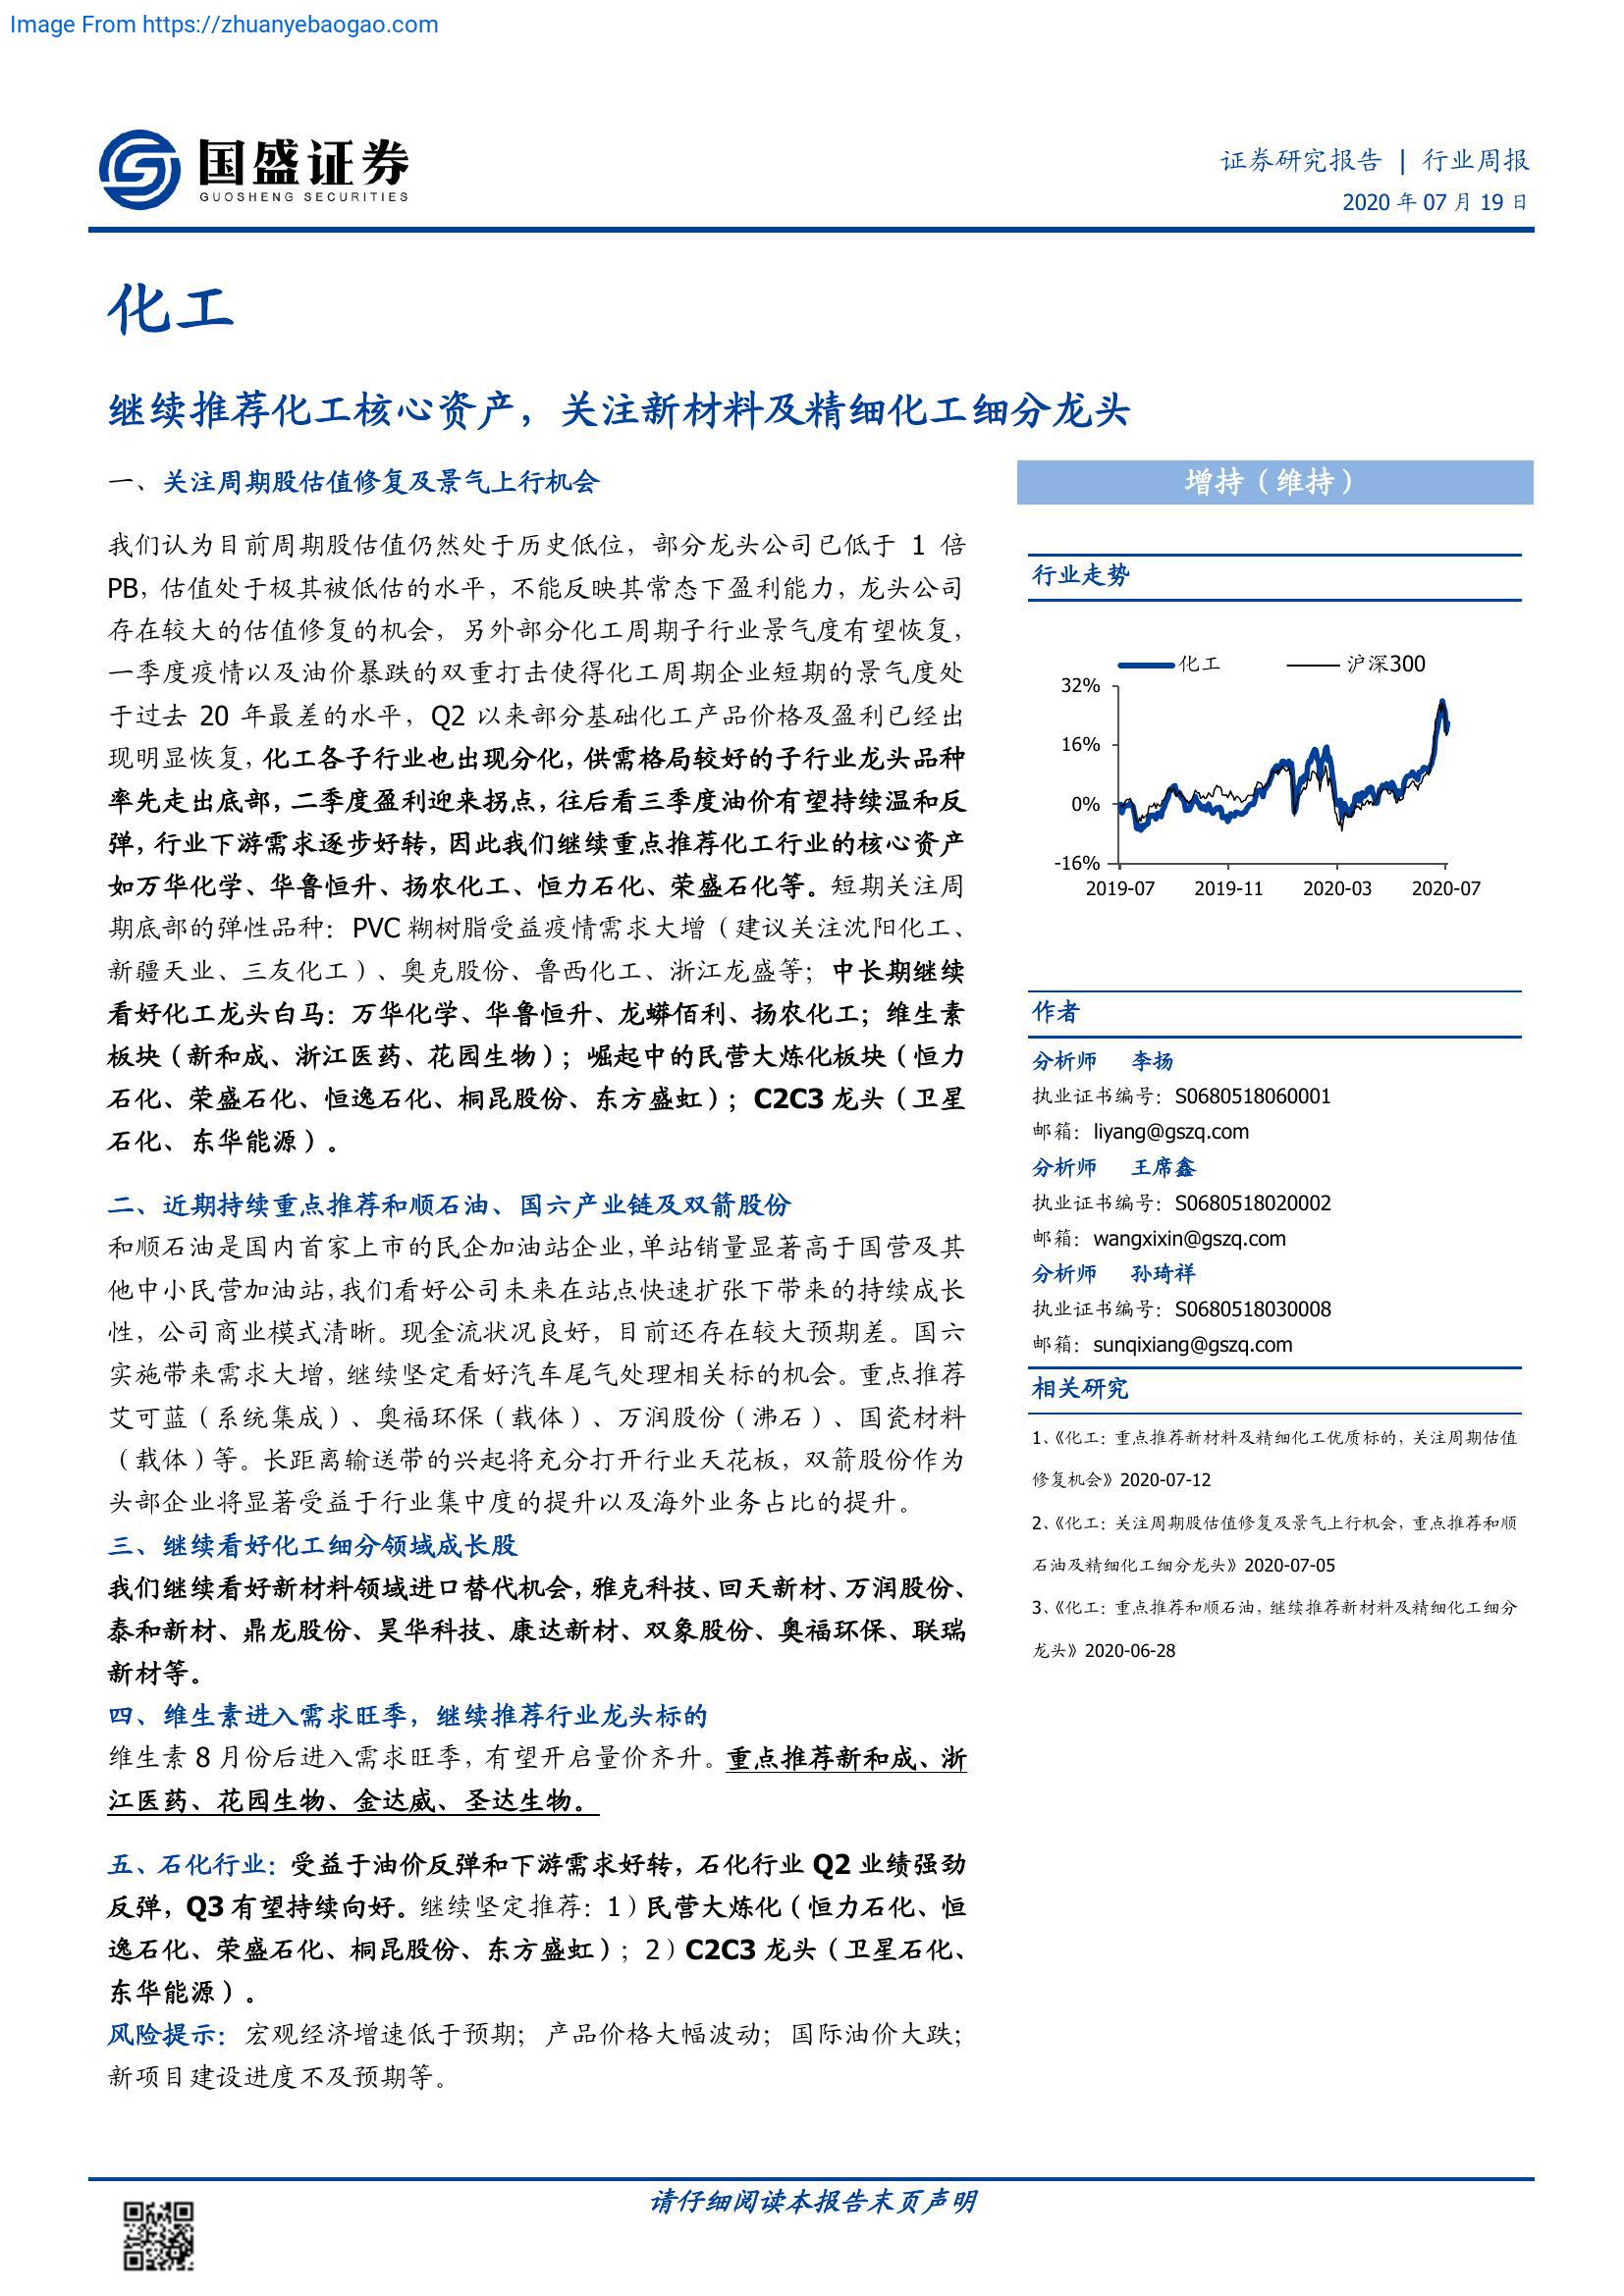 Image From https://zhuanyebaogao.com
国盛证券
GUOSHENG SECURITIES
证券研究报告 | 行业周报
2020 年 07 月 19 日
化工
继续推荐化工核心资产，关注新材料及精细化工细分龙头
一、关注周期股估值修复及景气上行机会
我们认为目前周期股估值仍然处于历史低位，部分龙头公司已低于 1 倍
PB，估值处于极其被低估的水平，不能反映其常态下盈利能力，龙头公司
存在较大的估值修复的机会，另外部分化工周期子行业景气度有望恢复，
一季度疫情以及油价暴跌的双重打击使得化工周期企业短期的景气度处
于过去 20 年最差的水平，Q2 以来部分基础化工产品价格及盈利已经出
现明显恢复，化工各子行业也出现分化，供需格局较好的子行业龙头品种
率先走出底部，二季度盈利迎来拐点，往后看三季度油价有望持续温和反
弹，行业下游需求逐步好转，因此我们继续重点推荐化工行业的核心资产
如万华化学、华鲁恒升、扬农化工、恒力石化、荣盛石化等。短期关注周
期底部的弹性品种：PVC 糊树脂受益疫情需求大增（建议关注沈阳化工、
新疆天业、三友化工）、奥克股份、鲁西化工、浙江龙盛等；中长期继续
看好化工龙头白马：万华化学、华鲁恒升、龙蟒佰利、扬农化工；维生素
板块（新和成、浙江医药、花园生物）；崛起中的民营大炼化板块（恒力
石化、荣盛石化、恒逸石化、桐昆股份、东方盛虹）；C2C3 龙头（卫星
石化、东华能源）。
二、近期持续重点推荐和顺石油、国六产业链及双箭股份
和顺石油是国内首家上市的民企加油站企业，单站销量显著高于国营及其
他中小民营加油站，我们看好公司未来在站点快速扩张下带来的持续成长
性，公司商业模式清晰。现金流状况良好，目前还存在较大预期差。国六
实施带来需求大增，继续坚定看好汽车尾气处理相关标的机会。重点推荐
艾可蓝（系统集成）、奥福环保（载体）、万润股份（沸石）、国瓷材料
（载体）等。长距离输送带的兴起将充分打开行业天花板，双箭股份作为
头部企业将显著受益于行业集中度的提升以及海外业务占比的提升。
三、继续看好化工细分领域成长股
我们继续看好新材料领域进口替代机会，雅克科技、回天新材、万润股份、
泰和新材、鼎龙股份、昊华科技、康达新材、双象股份、奥福环保、联瑞
新材等。
四、维生素进入需求旺季，继续推荐行业龙头标的
维生素 8 月份后进入需求旺季，有望开启量价齐升。重点推荐新和成、浙
江医药、花园生物、金达威、圣达生物。
五、石化行业：受益于油价反弹和下游需求好转，石化行业 Q2 业绩强劲
反弹，Q3 有望持续向好。继续坚定推荐：1）民营大炼化（恒力石化、恒
逸石化、荣盛石化、桐昆股份、东方盛虹）；2）C2C3 龙头（卫星石化、
东华能源）。
风险提示：宏观经济增速低于预期；产品价格大幅波动；国际油价大跌；
新项目建设进度不及预期等。
增持（维持）
行业走势
化工 沪深300
32%
16%
0%
-16%
2019-07 2019-11 2020-03 2020-07
作者
分析师 李扬
执业证书编号：S0680518060001
邮箱：liyang@gszq.com
分析师 王席鑫
执业证书编号：S0680518020002
邮箱：wangxixin@gszq.com
分析师 孙琦祥
执业证书编号：S0680518030008
邮箱：sunqixiang@gszq.com
相关研究
1、《化工：重点推荐新材料及精细化工优质标的，关注周期估值
修复机会》2020-07-12
2、《化工：关注周期股估值修复及景气上行机会，重点推荐和顺
石油及精细化工细分龙头》2020-07-05
3、《化工：重点推荐和顺石油，继续推荐新材料及精细化工细分
龙头》2020-06-28
请仔细阅读本报告末页声明